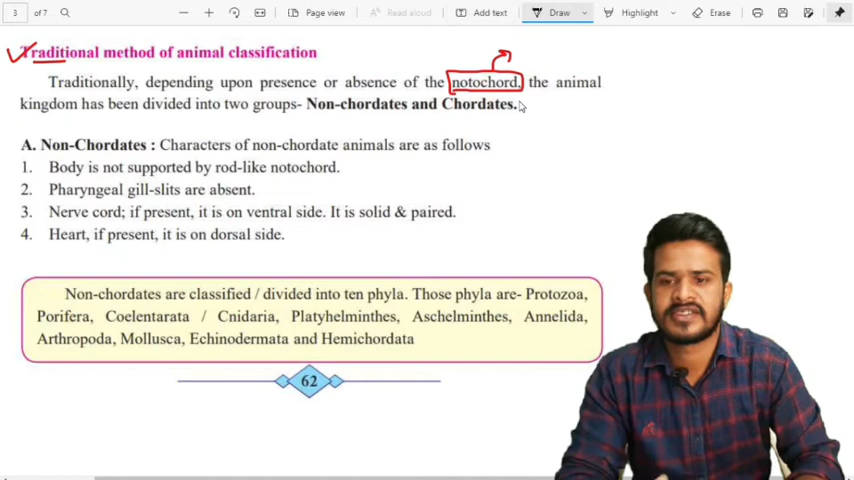 3 of 7 Page view Read aloud Add text Draw Highlight Erase
Traditional method of animal classification
Traditionally, depending upon presence or absence of the notochord, the animal
kingdom has been divided into two groups- Non-chordates and Chordates.
A. Non-Chordates : Characters of non-chordate animals are as follows
1. Body is not supported by rod-like notochord.
2. Pharyngeal gill-slits are absent.
3. Nerve cord; if present, it is on ventral side. It is solid & paired.
4. Heart, if present, it is on dorsal side.
Non-chordates are classified / divided into ten phyla. Those phyla are- Protozoa,
Porifera, Coelentarata / Cnidaria, Platyhelminthes, Aschelminthes, Annelida,
Arthropoda, Mollusca, Echinodermata and Hemichordata
62